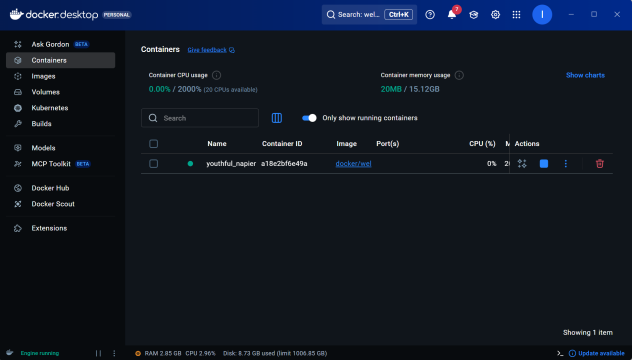 docker.desktop PERSONAL
Search: wel... Ctrl+K
7
I
Ask Gordon BETA
Containers
Images
Volumes
Kubernetes
Builds
Models
MCP Toolkit BETA
Docker Hub
Docker Scout
Extensions
Containers Give feedback
Container CPU usage
0.00% / 2000% (20 CPUs available)
Container memory usage
20MB / 15.12GB
Show charts
Search
Only show running containers
Name Container ID Image Port(s) CPU (%) M Actions
youthful_napier a18e2bf6e49a docker/wel 0% 20
Showing 1 item
Engine running
RAM 2.85 GB CPU 2.96% Disk: 8.73 GB used (limit 1006.85 GB)
Update available